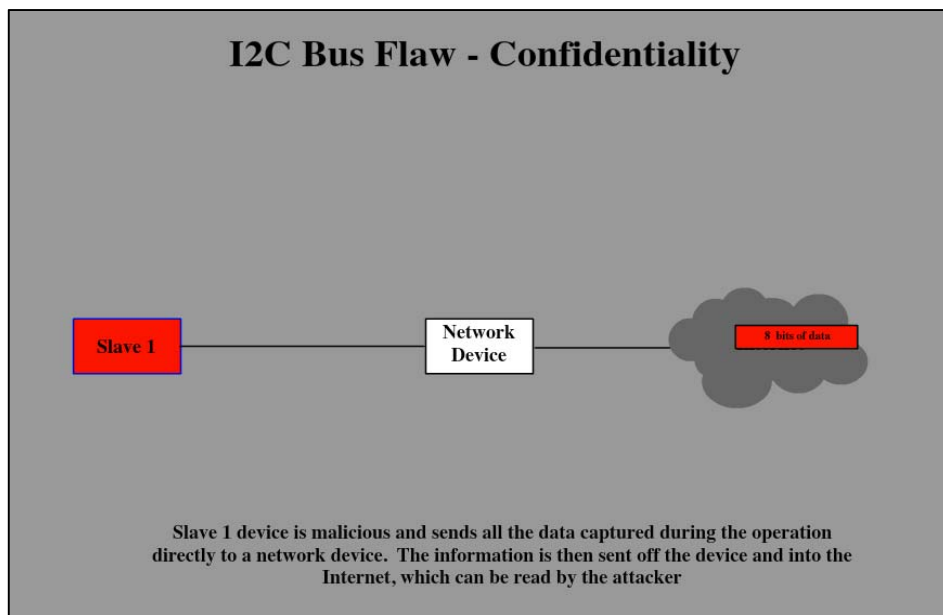 I2C Bus Flaw - Confidentiality
Slave 1
Network
Device
8 bits of data
Slave 1 device is malicious and sends all the data captured during the operation
directly to a network device. The information is then sent off the device and into the
Internet, which can be read by the attacker